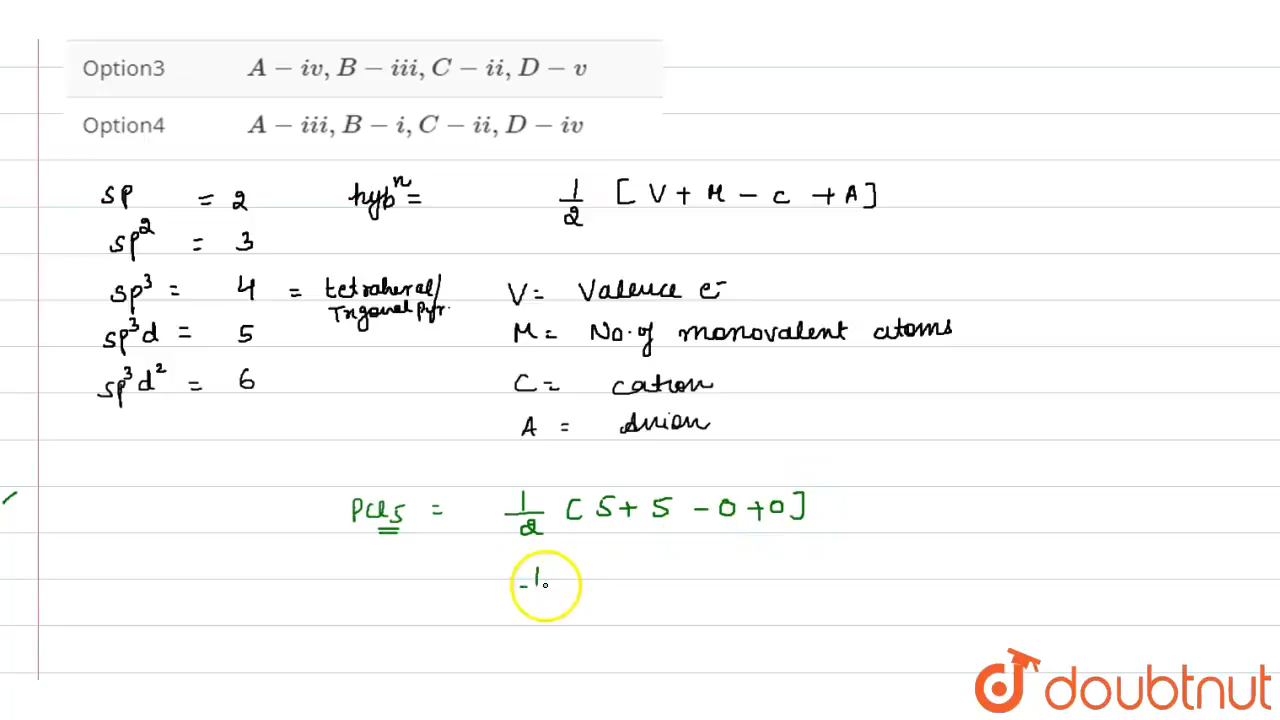 Option3 A − iv, B − iii, C − ii, D − v
Option4 A − iii, B − i, C − ii, D − iv
sp = 2 hybⁿ = 1/2 [ V + M − C + A ]
sp² = 3
sp³ = 4 = tetraheral/ V = Valence e⁻
Trigonal pyr.
sp³d = 5 M = No. of monovalent atoms
sp³d² = 6 C = cation
A = Anion
PCl₅ = 1/2 [ 5 + 5 − 0 + 0 ]
doubtnut